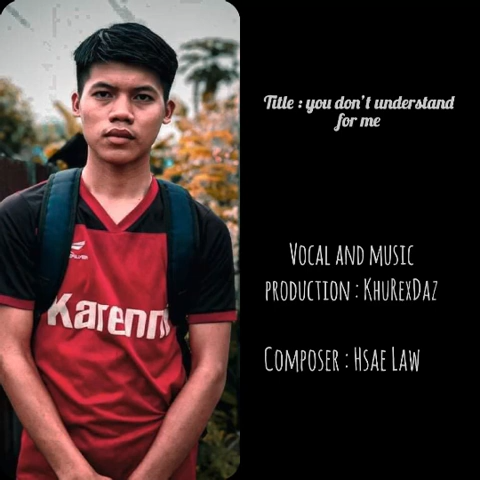 Karenni
Title : you don't understand
for me
Vocal and music
production : KhuRexDaz
Composer : Hsae Law